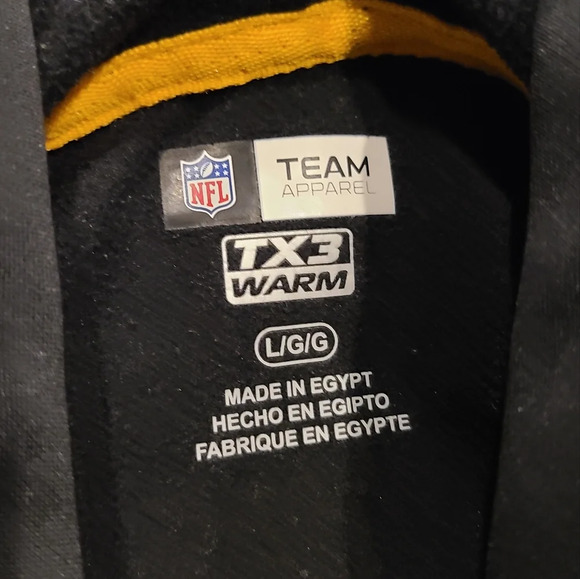 NFL
TEAM
APPAREL
TX3
WARM
L/G/G
MADE IN EGYPT
HECHO EN EGIPTO
FABRIQUE EN EGYPTE